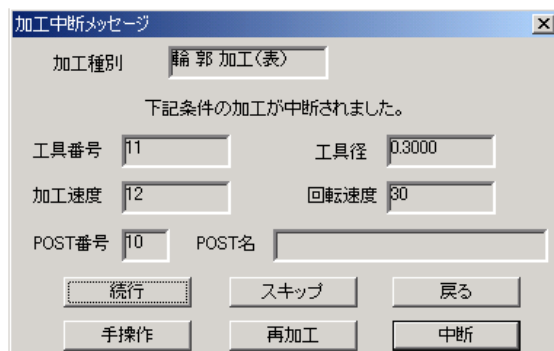 加工中断メッセージ
加工種別 輪 郭 加工(表)
下記条件の加工が中断されました。
工具番号 11 工具径 0.3000
加工速度 12 回転速度 30
POST番号 10 POST名
続行 スキップ 戻る
手操作 再加工 中断